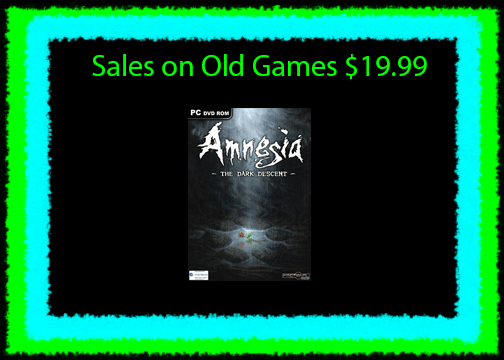 Sales on Old Games $19.99
PC DVD ROM
Amnesia
~ THE DARK DESCENT ~